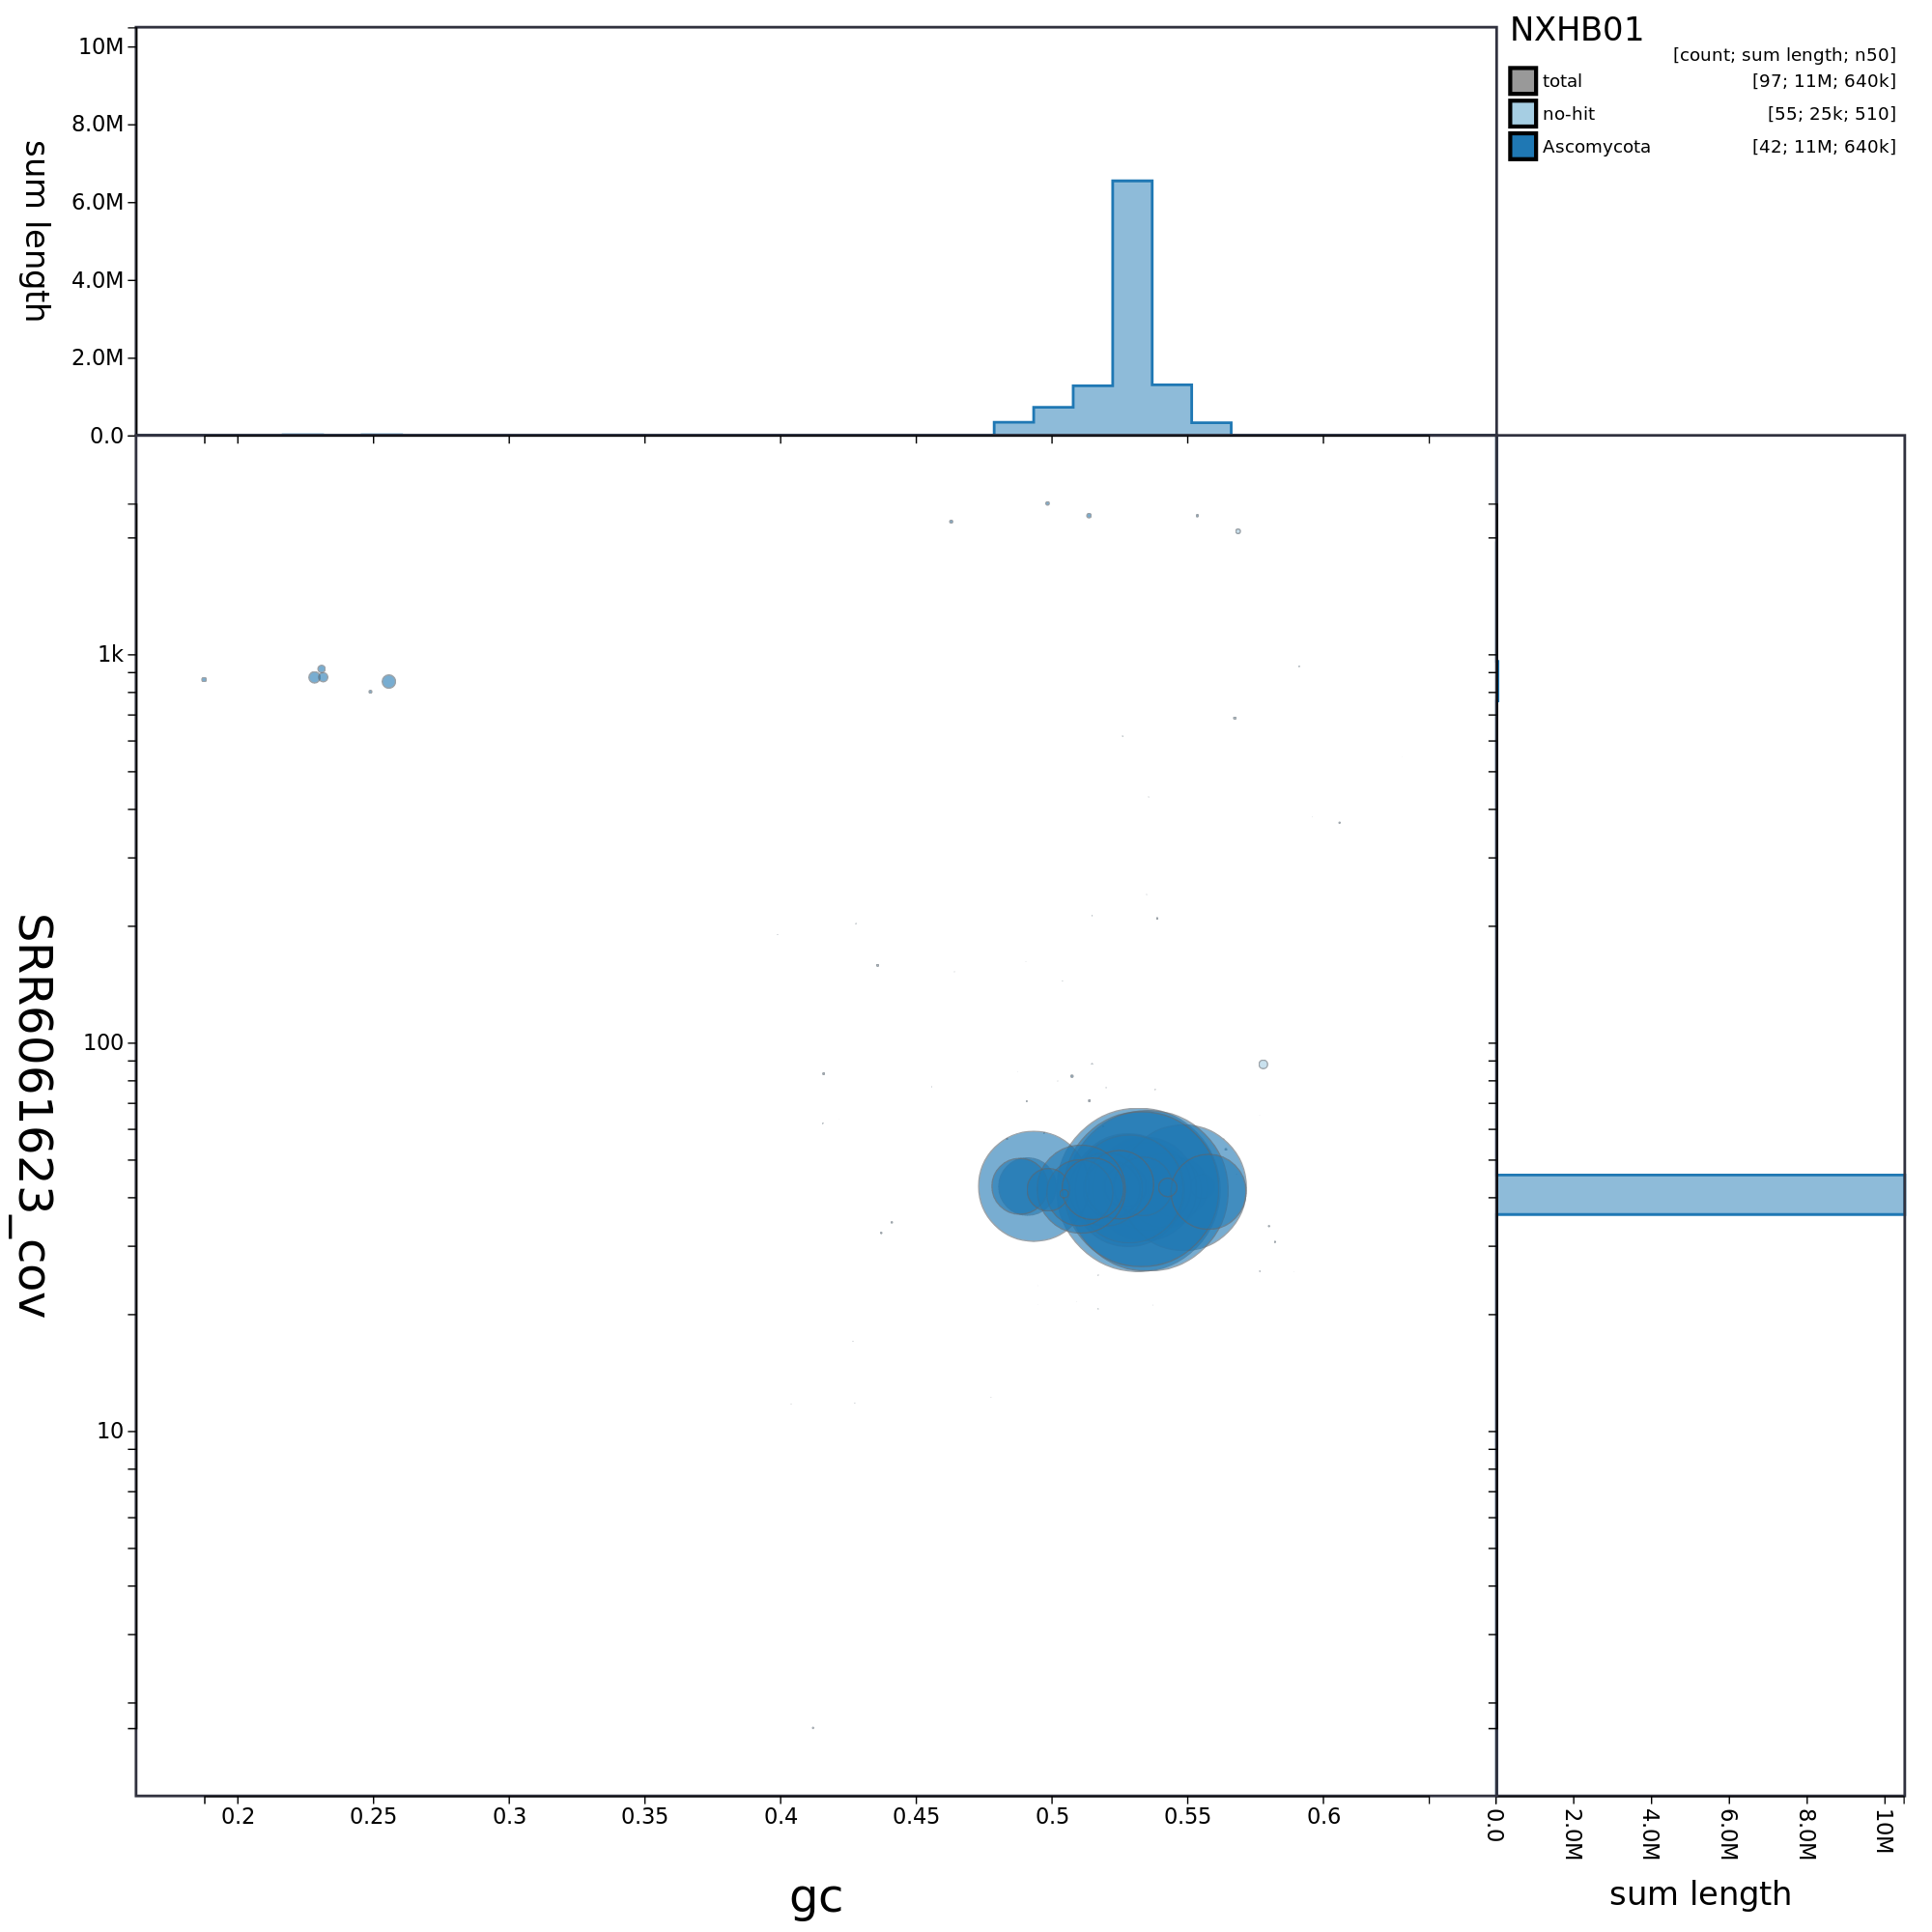 NXHB01
[count; sum length; n50]
total [97; 11M; 640k]
no-hit [55; 25k; 510]
Ascomycota [42; 11M; 640k]
sum length
10M
8.0M
6.0M
4.0M
2.0M
0.0
SRR6061623_cov
1k
100
10
0.2 0.25 0.3 0.35 0.4 0.45 0.5 0.55 0.6
gc
0.0 2.0M 4.0M 6.0M 8.0M 10M
sum length